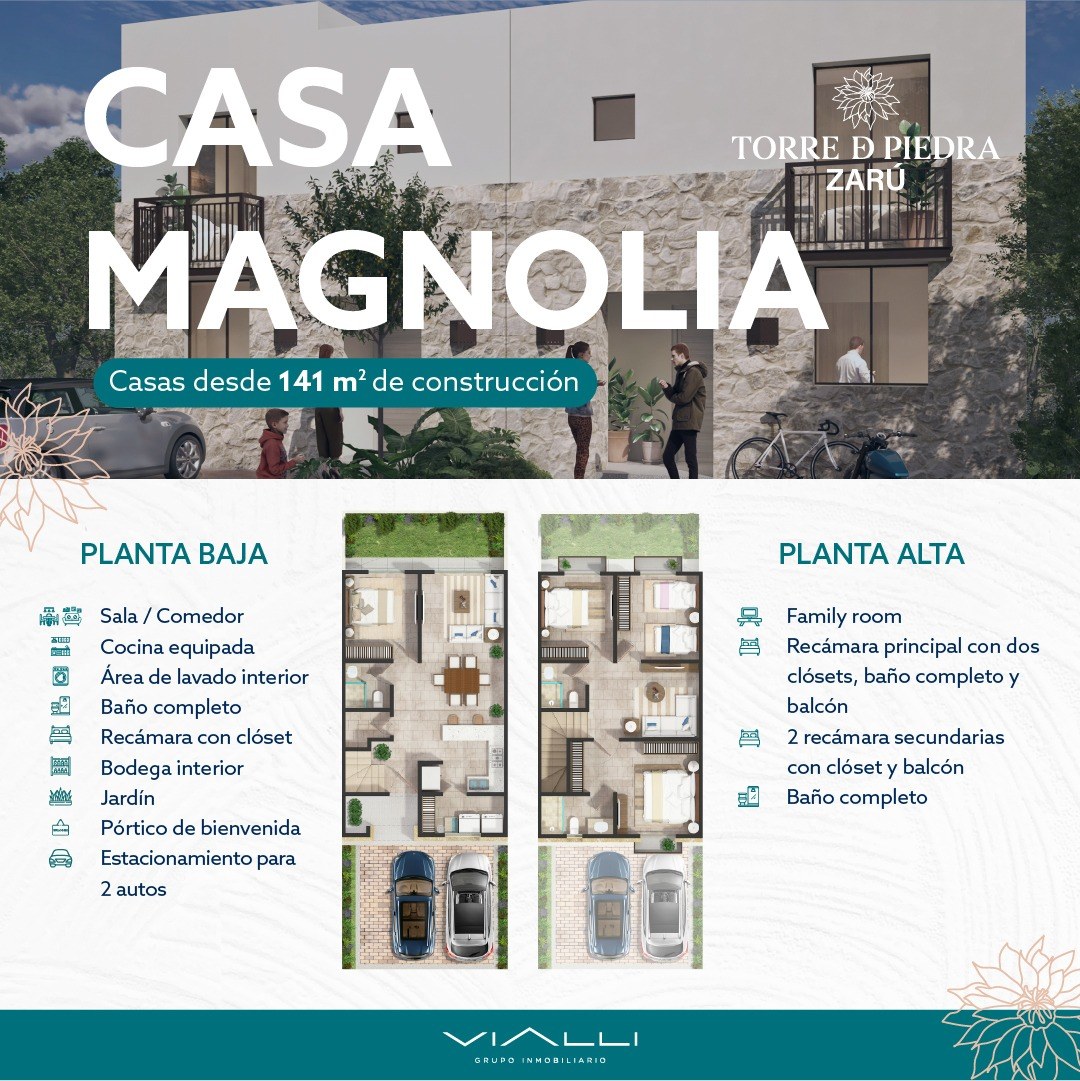 CASA
MAGNOLIA
TORRE D PIEDRA
ZARÚ
Casas desde 141 m² de construcción
PLANTA BAJA
Sala / Comedor
Cocina equipada
Área de lavado interior
Baño completo
Recámara con clóset
Bodega interior
Jardín
Pórtico de bienvenida
Estacionamiento para
2 autos
PLANTA ALTA
Family room
Recámara principal con dos
clósets, baño completo y
balcón
2 recámara secundarias
con clóset y balcón
Baño completo
VIALLI
GRUPO INMOBILIARIO